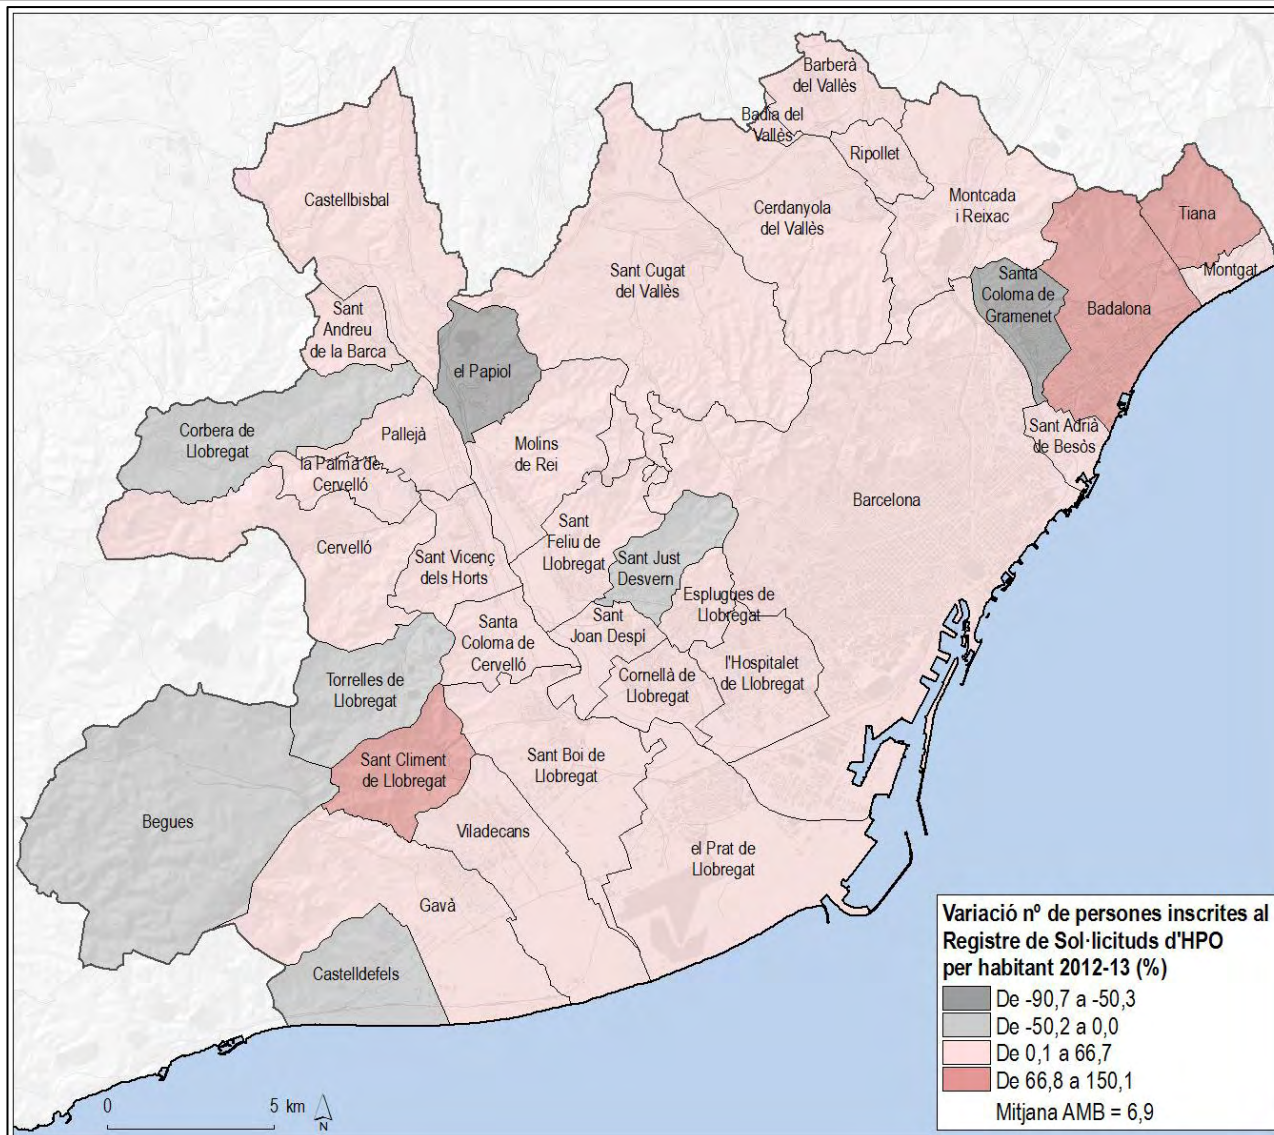 Barberà
del Vallès
Badia del
Vallès
Ripollet
Castellbisbal
Montcada
i Reixac
Cerdanyola
del Vallès
Tiana
Montgat
Sant Cugat
del Vallès
Santa
Coloma de
Gramenet
Badalona
Sant
Andreu
de la Barca
el Papiol
Corbera de
Llobregat
Pallejà
Molins
de Rei
Sant Adrià
de Besòs
la Palma de
Cervelló
Barcelona
Cervelló
Sant Vicenç
dels Horts
Sant
Feliu de
Llobregat
Sant Just
Desvern
Esplugues de
Llobregat
Santa
Coloma de
Cervelló
Sant
Joan Despí
Torrelles de
Llobregat
Cornellà de
Llobregat
l'Hospitalet
de Llobregat
Sant Climent
de Llobregat
Sant Boi de
Llobregat
Begues
Viladecans
el Prat de
Llobregat
Gavà
Castelldefels
Variació nº de persones inscrites al
Registre de Sol·licituds d'HPO
per habitant 2012-13 (%)
De -90,7 a -50,3
De -50,2 a 0,0
De 0,1 a 66,7
De 66,8 a 150,1
Mitjana AMB = 6,9
0 5 km
N